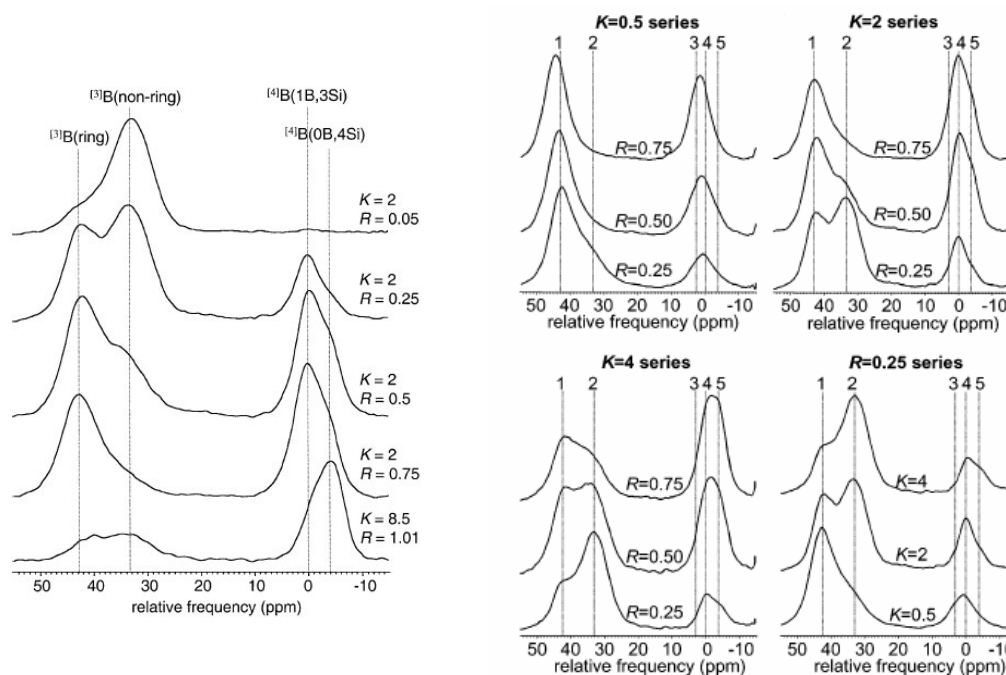 [3]B(non-ring)
[3]B(ring)
[4]B(1B,3Si)
[4]B(0B,4Si)
K = 2
R = 0.05
K = 2
R = 0.25
K = 2
R = 0.5
K = 2
R = 0.75
K = 8.5
R = 1.01
50 40 30 20 10 0 -10
relative frequency (ppm)
K=0.5 series
1 2 3 4 5
R=0.75
R=0.50
R=0.25
50 40 30 20 10 0 -10
relative frequency (ppm)
K=2 series
1 2 3 4 5
R=0.75
R=0.50
R=0.25
50 40 30 20 10 0 -10
relative frequency (ppm)
K=4 series
1 2 3 4 5
R=0.75
R=0.50
R=0.25
50 40 30 20 10 0 -10
relative frequency (ppm)
R=0.25 series
1 2 3 4 5
K=4
K=2
K=0.5
50 40 30 20 10 0 -10
relative frequency (ppm)